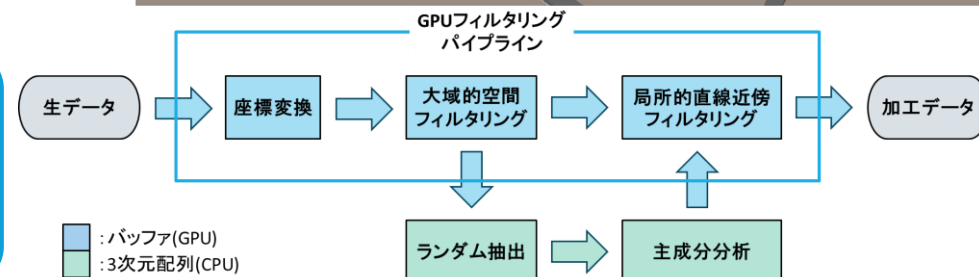 GPUフィルタリング
パイプライン
生データ
座標変換
大域的空間
フィルタリング
局所的直線近傍
フィルタリング
加工データ
ランダム抽出
主成分分析
:バッファ(GPU)
:3次元配列(CPU)